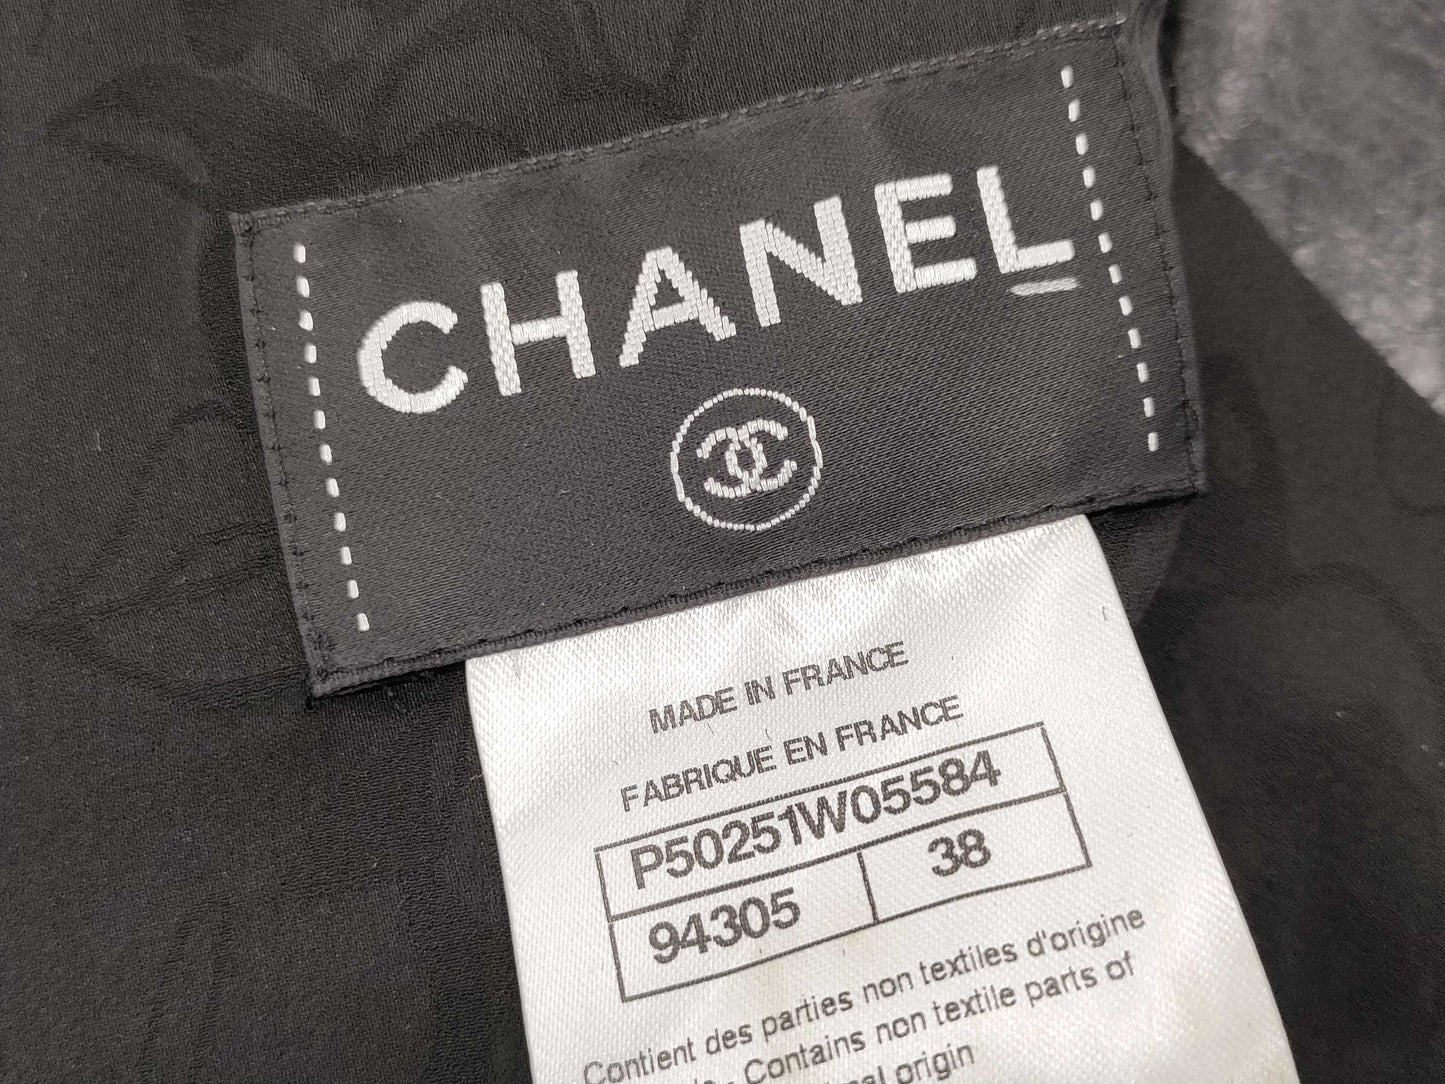 CHANEL
MADE IN FRANCE
FABRIQUE EN FRANCE
P50251W05584
94305 38
Contient des parties non textiles d'origine
- Contains non textile parts of
origin